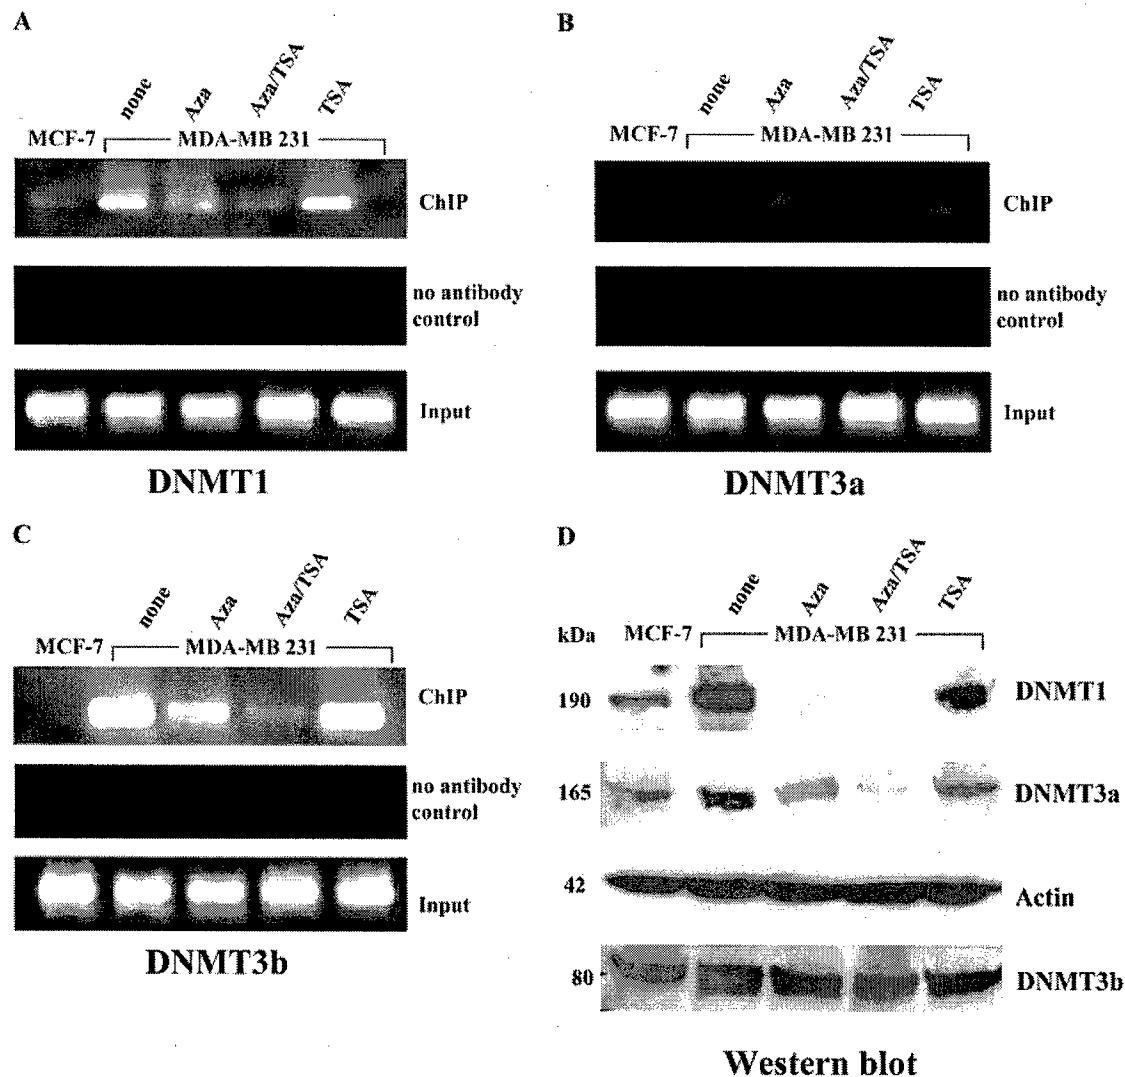 A
none
Aza
Aza/TSA
TSA
MCF-7
MDA-MB 231
ChIP
no antibody
control
Input
DNMT1
B
none
Aza
Aza/TSA
TSA
MCF-7
MDA-MB 231
ChIP
no antibody
control
Input
DNMT3a
C
none
Aza
Aza/TSA
TSA
MCF-7
MDA-MB 231
ChIP
no antibody
control
Input
DNMT3b
D
none
Aza
Aza/TSA
TSA
kDa
MCF-7
MDA-MB 231
190
DNMT1
165
DNMT3a
42
Actin
80
DNMT3b
Western blot